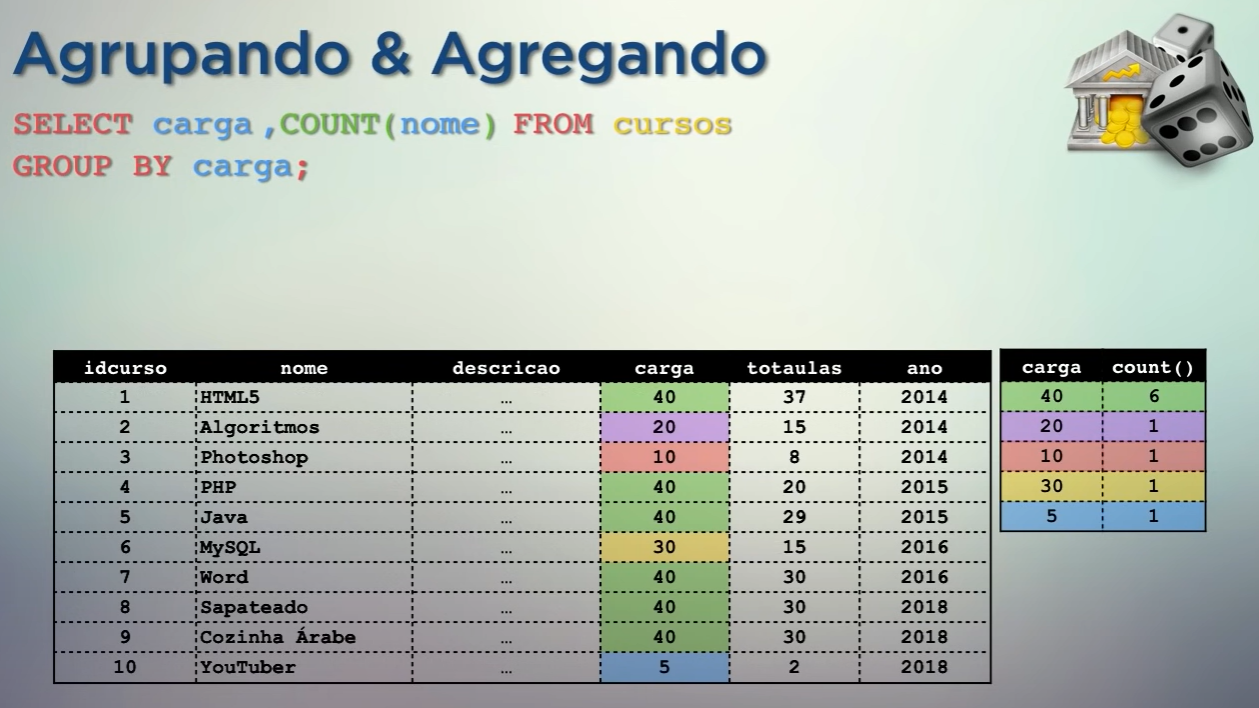 Agrupando & Agregando
SELECT carga ,COUNT(nome) FROM cursos
GROUP BY carga;
idcurso nome descricao carga totaulas ano
1 HTML5 … 40 37 2014
2 Algoritmos … 20 15 2014
3 Photoshop … 10 8 2014
4 PHP … 40 20 2015
5 Java … 40 29 2015
6 MySQL … 30 15 2016
7 Word … 40 30 2016
8 Sapateado … 40 30 2018
9 Cozinha Árabe … 40 30 2018
10 YouTuber … 5 2 2018
carga count()
40 6
20 1
10 1
30 1
5 1